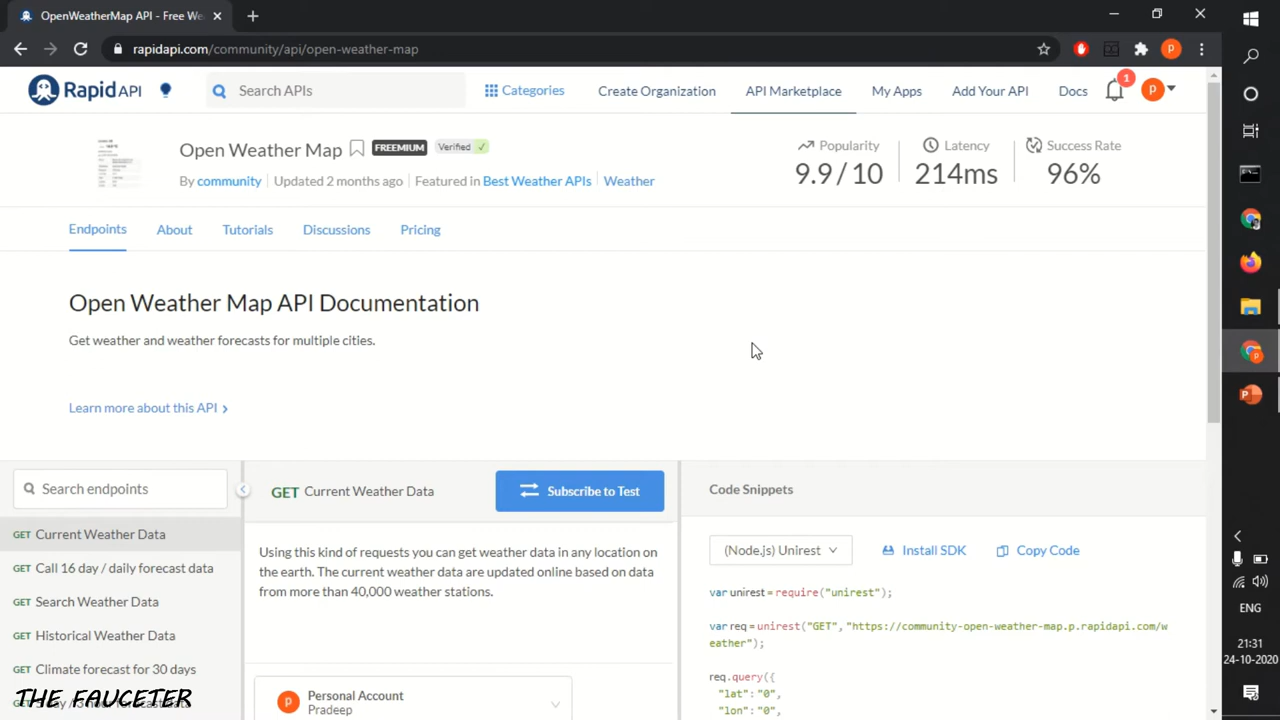 OpenWeatherMap API - Free We
rapidapi.com/community/api/open-weather-map
P
Rapid API
Search APIs
Categories
Create Organization
API Marketplace
My Apps
Add Your API
Docs
1
P
Open Weather Map
FREEMIUM
Verified ✓
By community
Updated 2 months ago
Featured in Best Weather APIs
Weather
Popularity
9.9 / 10
Latency
214ms
Success Rate
96%
Endpoints
About
Tutorials
Discussions
Pricing
Open Weather Map API Documentation
Get weather and weather forecasts for multiple cities.
Learn more about this API >
Search endpoints
GET Current Weather Data
GET Call 16 day / daily forecast data
GET Search Weather Data
GET Historical Weather Data
GET Climate forecast for 30 days
THE FAUCETER
GET Current Weather Data
Subscribe to Test
Using this kind of requests you can get weather data in any location on
the earth. The current weather data are updated online based on data
from more than 40,000 weather stations.
P
Personal Account
Pradeep
Code Snippets
(Node.js) Unirest
Install SDK
Copy Code
var unirest = require("unirest");
var req = unirest("GET", "https://community-open-weather-map.p.rapidapi.com/w
eather");
req.query({
"lat": "0",
"lon": "0",
ENG
21:31
24-10-2020